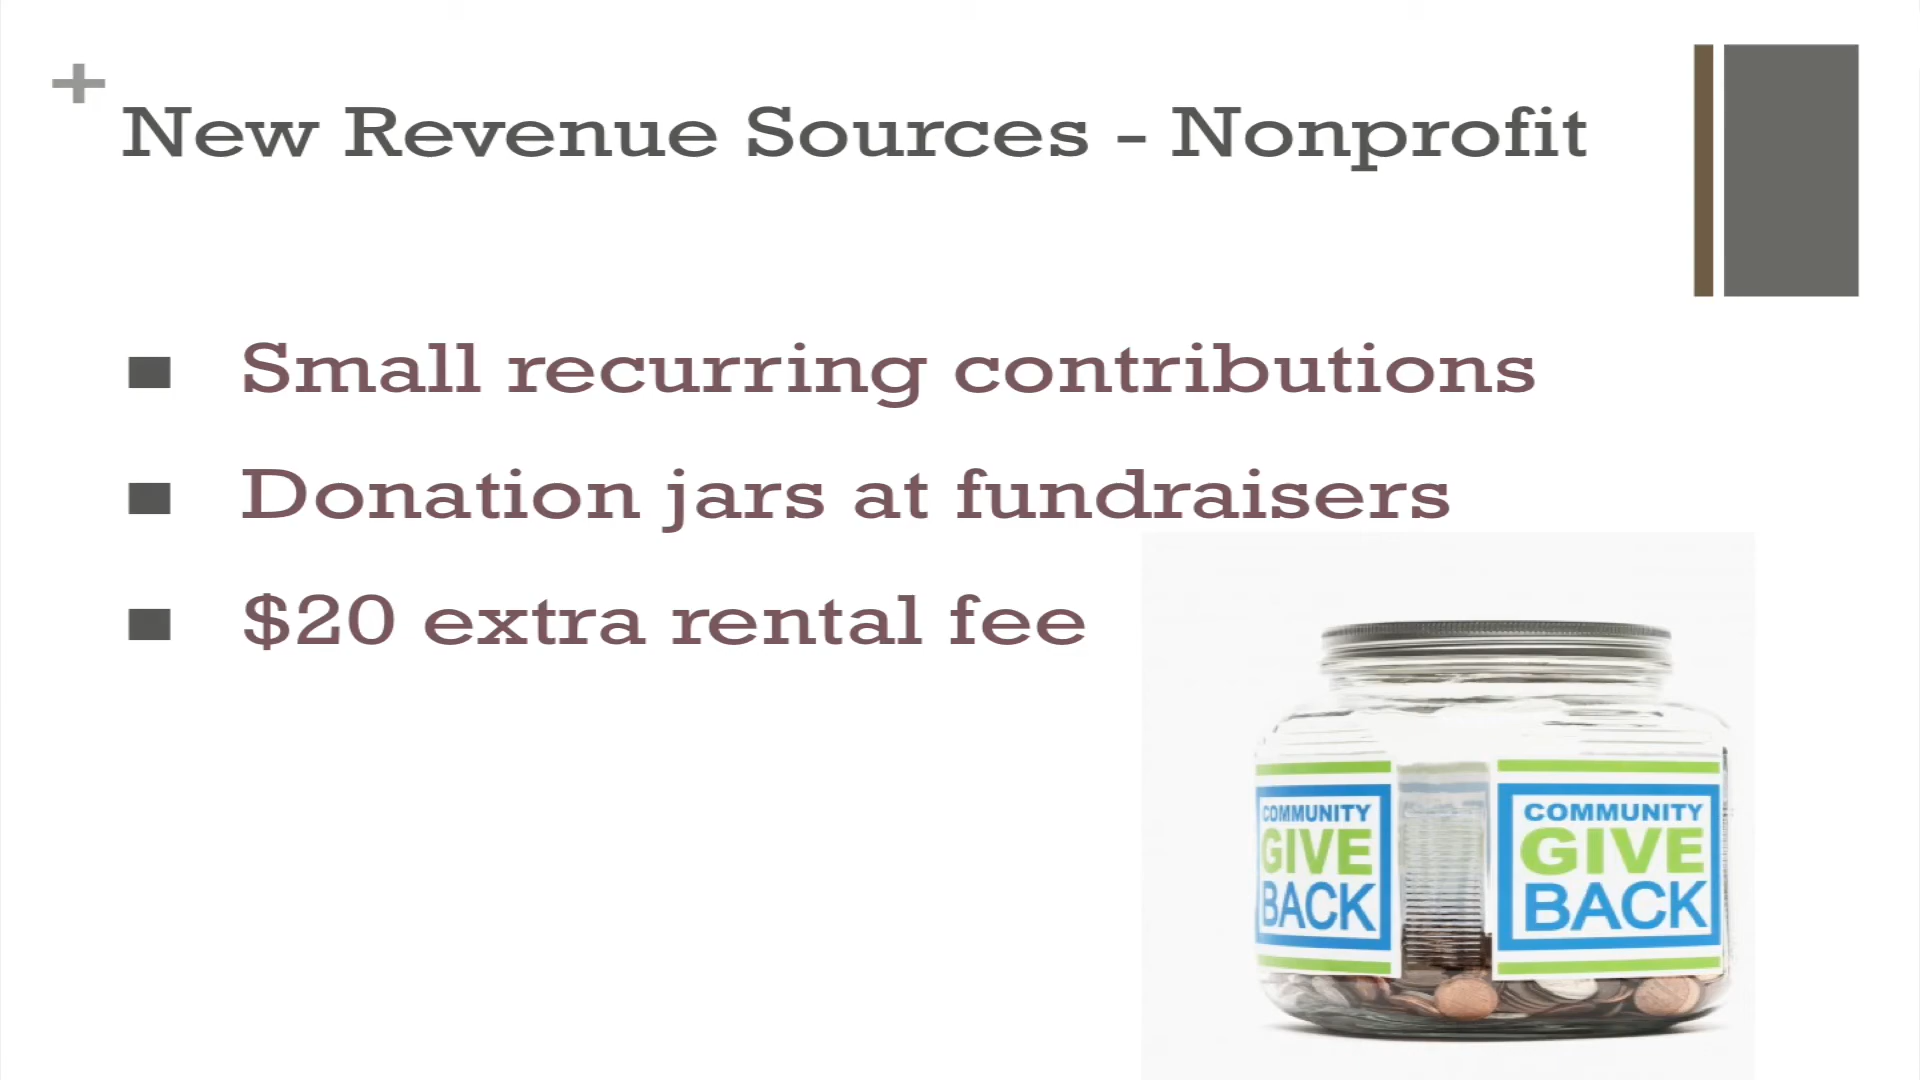 +
New Revenue Sources - Nonprofit
Small recurring contributions
Donation jars at fundraisers
$20 extra rental fee
COMMUNITY
GIVE
BACK
COMMUNITY
GIVE
BACK